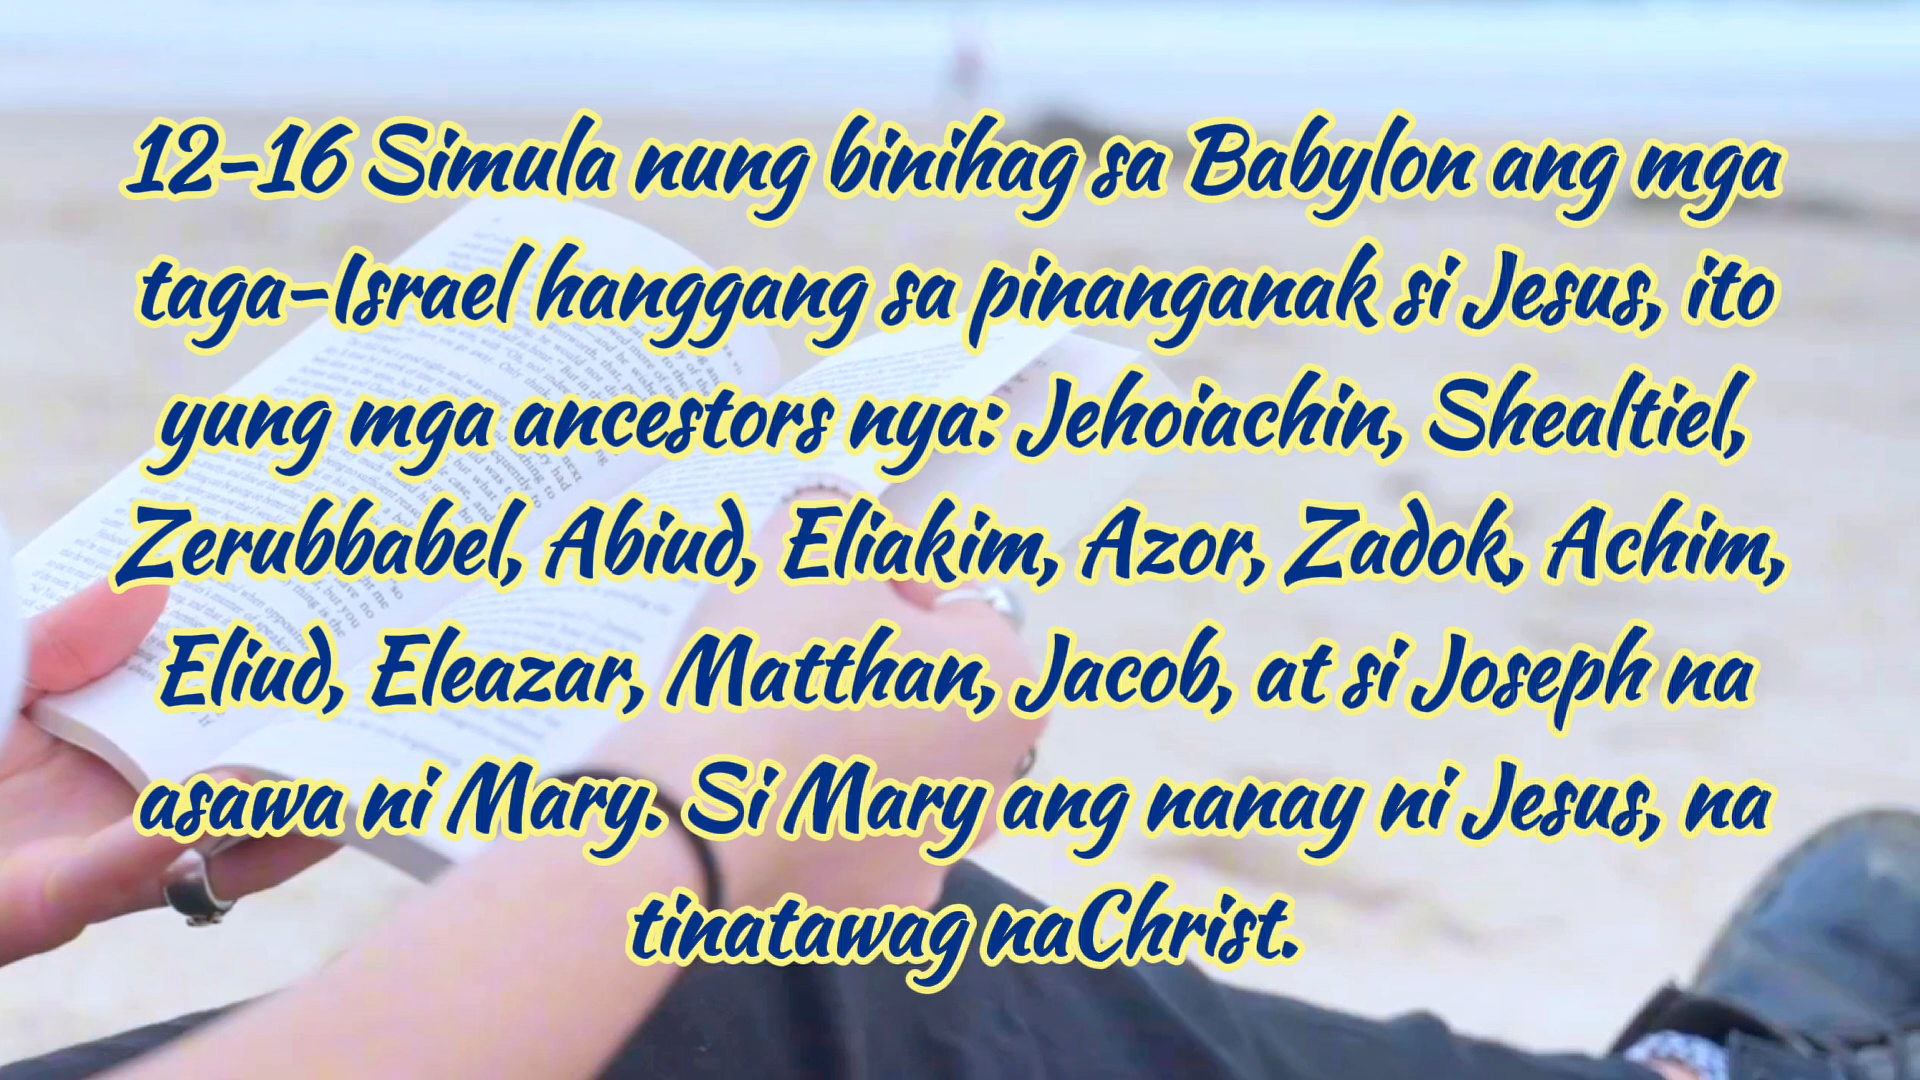 12-16 Simula nung binihag sa Babylon ang mga
taga-Israel hanggang sa pinanganak si Jesus, ito
yung mga ancestors nya: Jehoiachin, Shealtiel,
Zerubbabel, Abiud, Eliakim, Azor, Zadok, Achim,
Eliud, Eleazar, Matthan, Jacob, at si Joseph na
asawa ni Mary. Si Mary ang nanay ni Jesus, na
tinatawag naChrist.